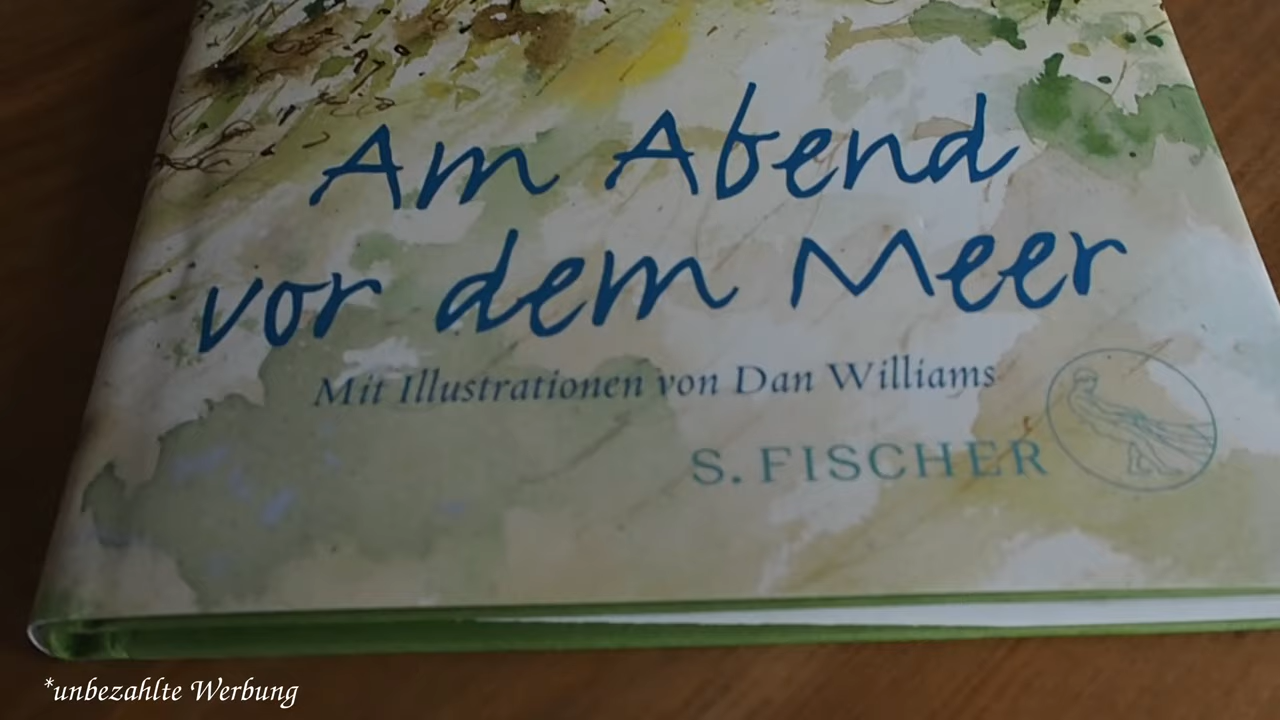 Am Abend
vor dem Meer
Mit Illustrationen von Dan Williams
S. FISCHER
*unbezahlte Werbung